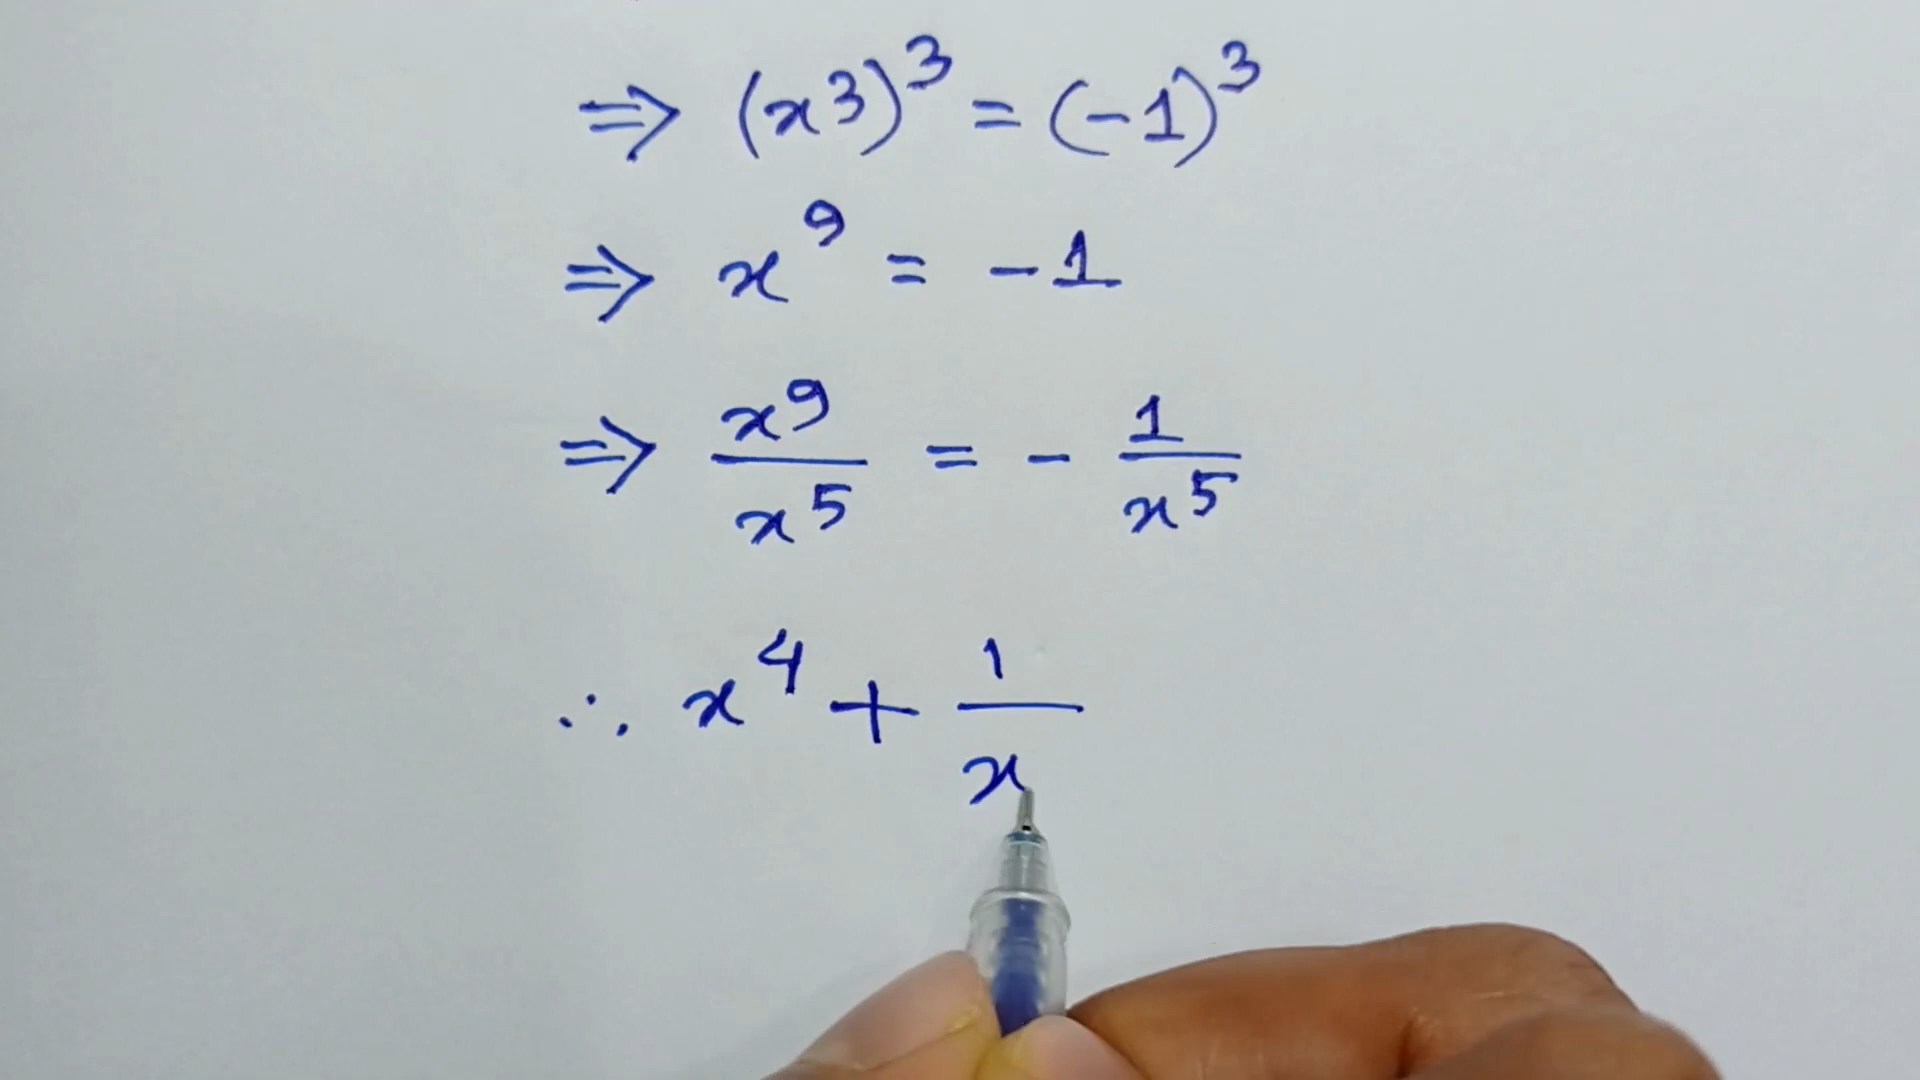 ⇒ (x3)³ = (-1)³
⇒ x⁹ = -1
⇒ x⁹/x⁵ = - 1/x⁵
∴ x⁴ + 1/x